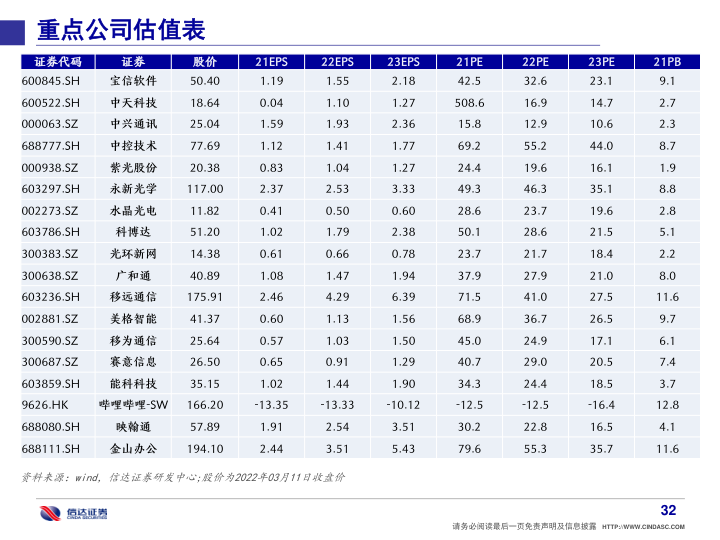 重点公司估值表
证券代码 证券 股价 21EPS 22EPS 23EPS 21PE 22PE 23PE 21PB
600845.SH 宝信软件 50.40 1.19 1.55 2.18 42.5 32.6 23.1 9.1
600522.SH 中天科技 18.64 0.04 1.10 1.27 508.6 16.9 14.7 2.7
000063.SZ 中兴通讯 25.04 1.59 1.93 2.36 15.8 12.9 10.6 2.3
688777.SH 中控技术 77.69 1.12 1.41 1.77 69.2 55.2 44.0 8.7
000938.SZ 紫光股份 20.38 0.83 1.04 1.27 24.4 19.6 16.1 1.9
603297.SH 永新光学 117.00 2.37 2.53 3.33 49.3 46.3 35.1 8.8
002273.SZ 水晶光电 11.82 0.41 0.50 0.60 28.6 23.7 19.6 2.8
603786.SH 科博达 51.20 1.02 1.79 2.38 50.1 28.6 21.5 5.1
300383.SZ 光环新网 14.38 0.61 0.66 0.78 23.7 21.7 18.4 2.2
300638.SZ 广和通 40.89 1.08 1.47 1.94 37.9 27.9 21.0 8.0
603236.SH 移远通信 175.91 2.46 4.29 6.39 71.5 41.0 27.5 11.6
002881.SZ 美格智能 41.37 0.60 1.13 1.56 68.9 36.7 26.5 9.7
300590.SZ 移为通信 25.64 0.57 1.03 1.50 45.0 24.9 17.1 6.1
300687.SZ 赛意信息 26.50 0.65 0.91 1.29 40.7 29.0 20.5 7.4
603859.SH 能科科技 35.15 1.02 1.44 1.90 34.3 24.4 18.5 3.7
9626.HK 哔哩哔哩-SW 166.20 -13.35 -13.33 -10.12 -12.5 -12.5 -16.4 12.8
688080.SH 映翰通 57.89 1.91 2.54 3.51 30.2 22.8 16.5 4.1
688111.SH 金山办公 194.10 2.44 3.51 5.43 79.6 55.3 35.7 11.6
资料来源：wind, 信达证券研发中心;股价为2022年03月11日收盘价
信达证券
CINDA SECURITIES
32
请务必阅读最后一页免责声明及信息披露 HTTP://WWW.CINDASC.COM